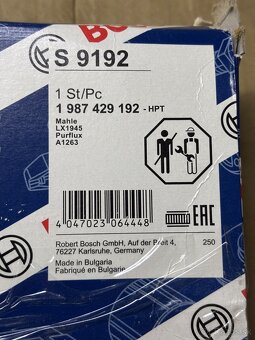 S 9192
1 St/Pc
1 987 429 192 - HPT
Mahle
LX1945
Purflux
A1263
EAC
4 047023 064448
Robert Bosch GmbH, Auf der Breit 4,
76227 Karlsruhe, Germany
250
Made in Bulgaria
Fabriqué en Bulgarie